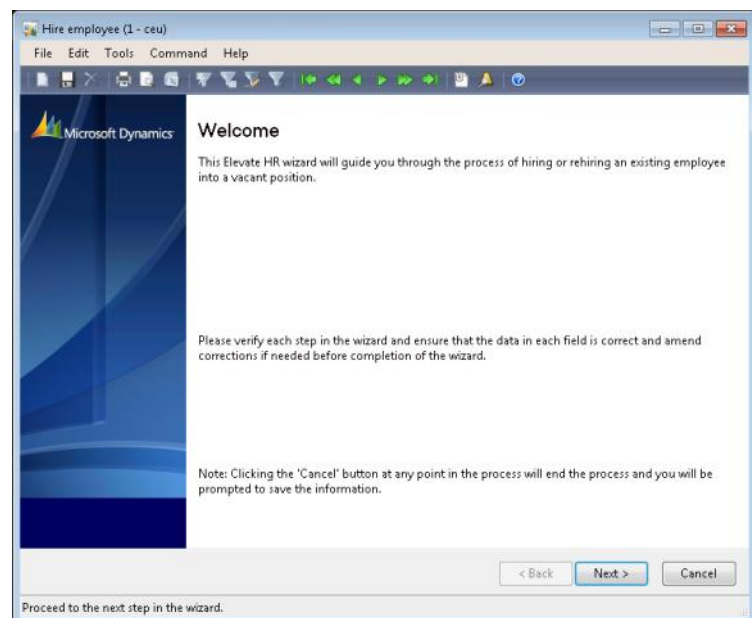 Hire employee (1 - ceu)
File Edit Tools Command Help
Microsoft Dynamics
Welcome
This Elevate HR wizard will guide you through the process of hiring or rehiring an existing employee
into a vacant position.
Please verify each step in the wizard and ensure that the data in each field is correct and amend
corrections if needed before completion of the wizard.
Note: Clicking the 'Cancel' button at any point in the process will end the process and you will be
prompted to save the information.
< Back Next > Cancel
Proceed to the next step in the wizard.